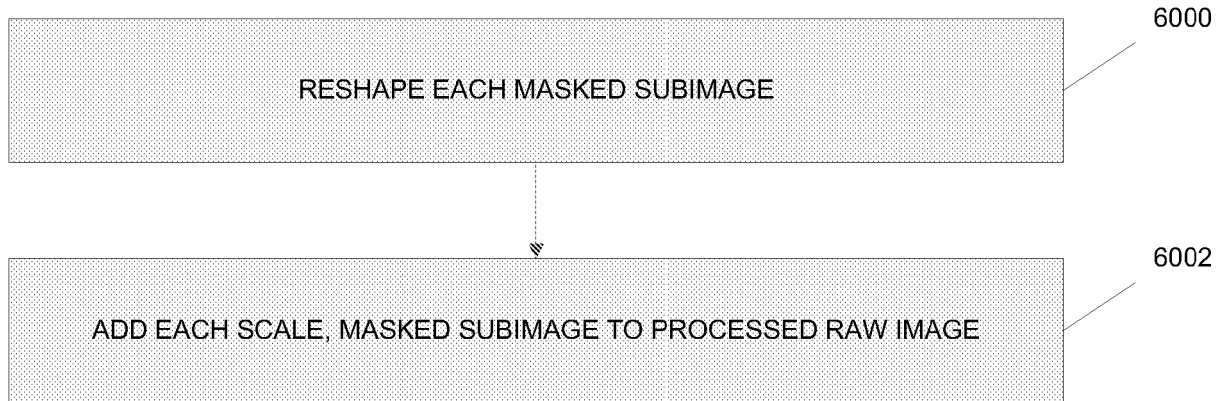 6000
RESHAPE EACH MASKED SUBIMAGE
6002
ADD EACH SCALE, MASKED SUBIMAGE TO PROCESSED RAW IMAGE